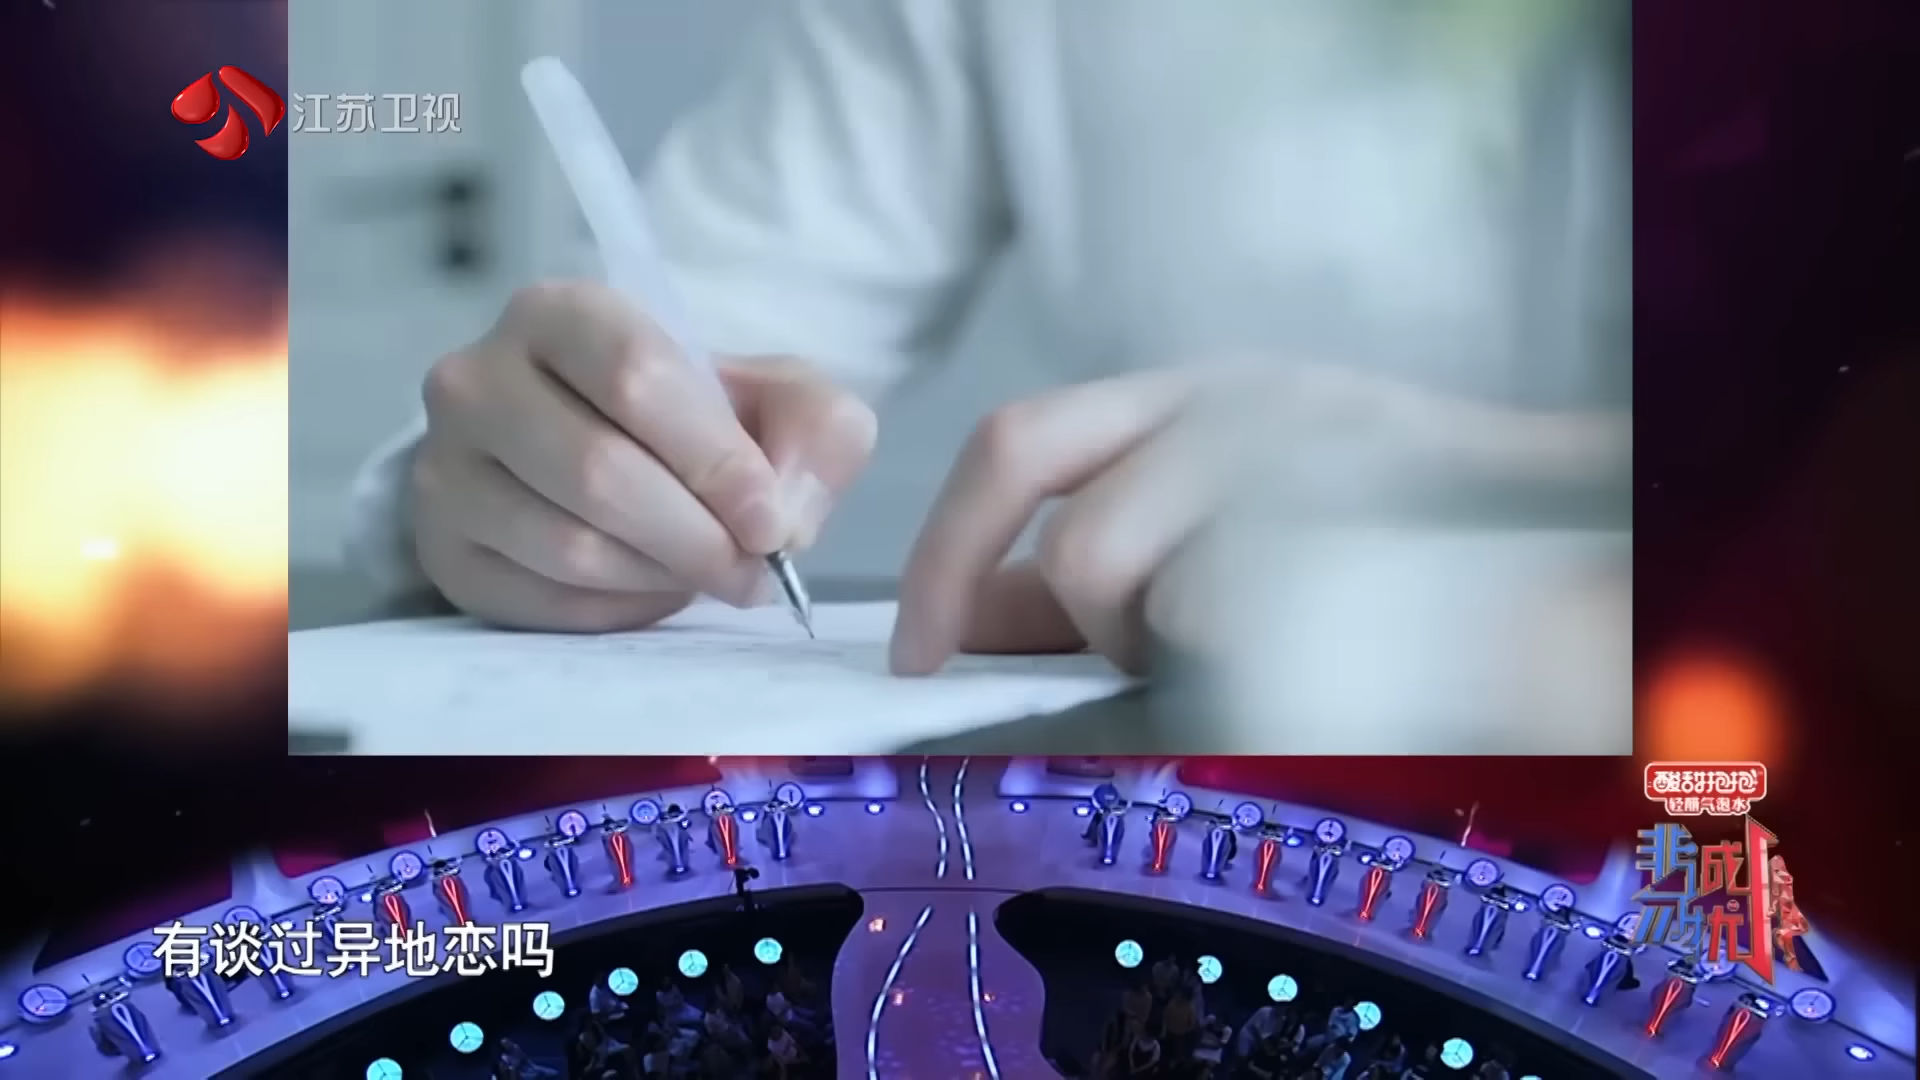 江苏卫视
酸甜抱抱
轻醋气泡水
非诚
勿扰
有谈过异地恋吗